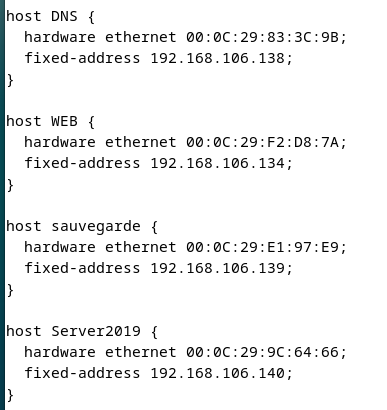 host DNS {
  hardware ethernet 00:0C:29:83:3C:9B;
  fixed-address 192.168.106.138;
}
host WEB {
  hardware ethernet 00:0C:29:F2:D8:7A;
  fixed-address 192.168.106.134;
}
host sauvegarde {
  hardware ethernet 00:0C:29:E1:97:E9;
  fixed-address 192.168.106.139;
}
host Server2019 {
  hardware ethernet 00:0C:29:9C:64:66;
  fixed-address 192.168.106.140;
}